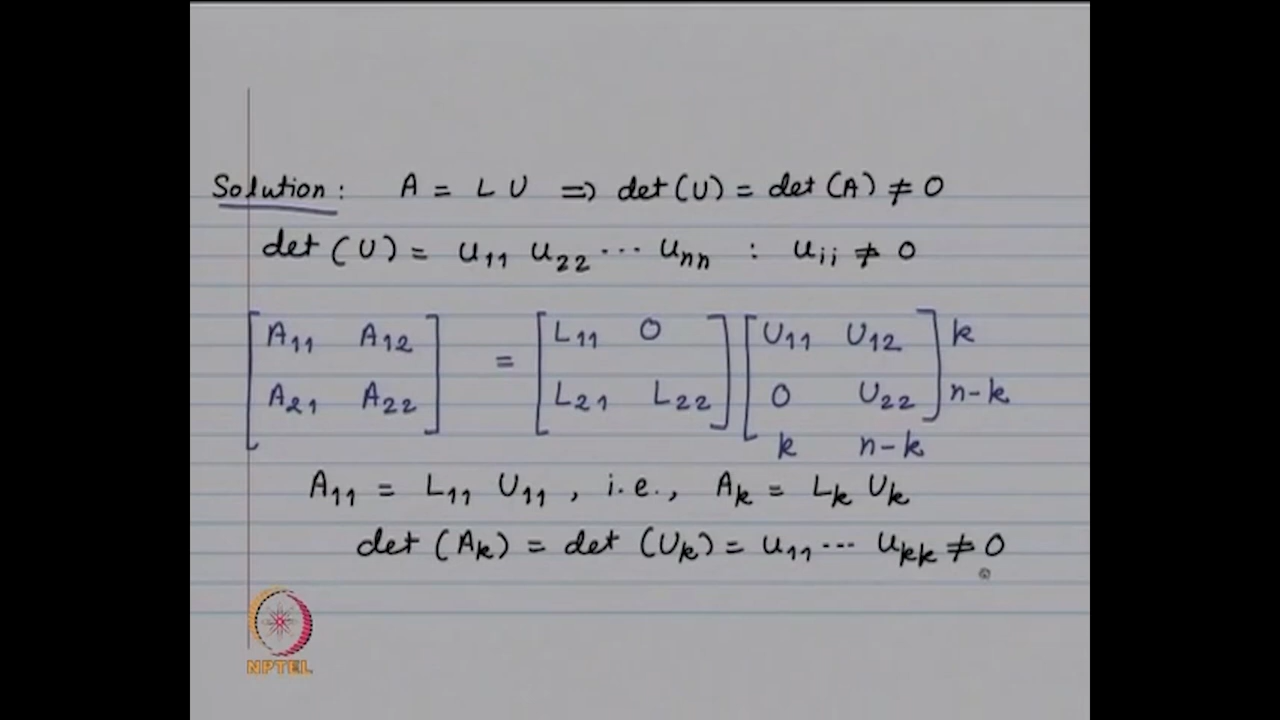 Solution: A = L U ⟹ det (U) = det (A) ≠ 0
det (U) = u₁₁ u₂₂ ... uₙₙ : uᵢᵢ ≠ 0
[A₁₁ A₁₂] = [L₁₁ 0] [U₁₁ U₁₂] k
[A₂₁ A₂₂] [L₂₁ L₂₂] [0 U₂₂] n-k
k n-k
A₁₁ = L₁₁ U₁₁, i.e., Aₖ = Lₖ Uₖ
det (Aₖ) = det (Uₖ) = u₁₁ ... uₖₖ ≠ 0
NPTEL